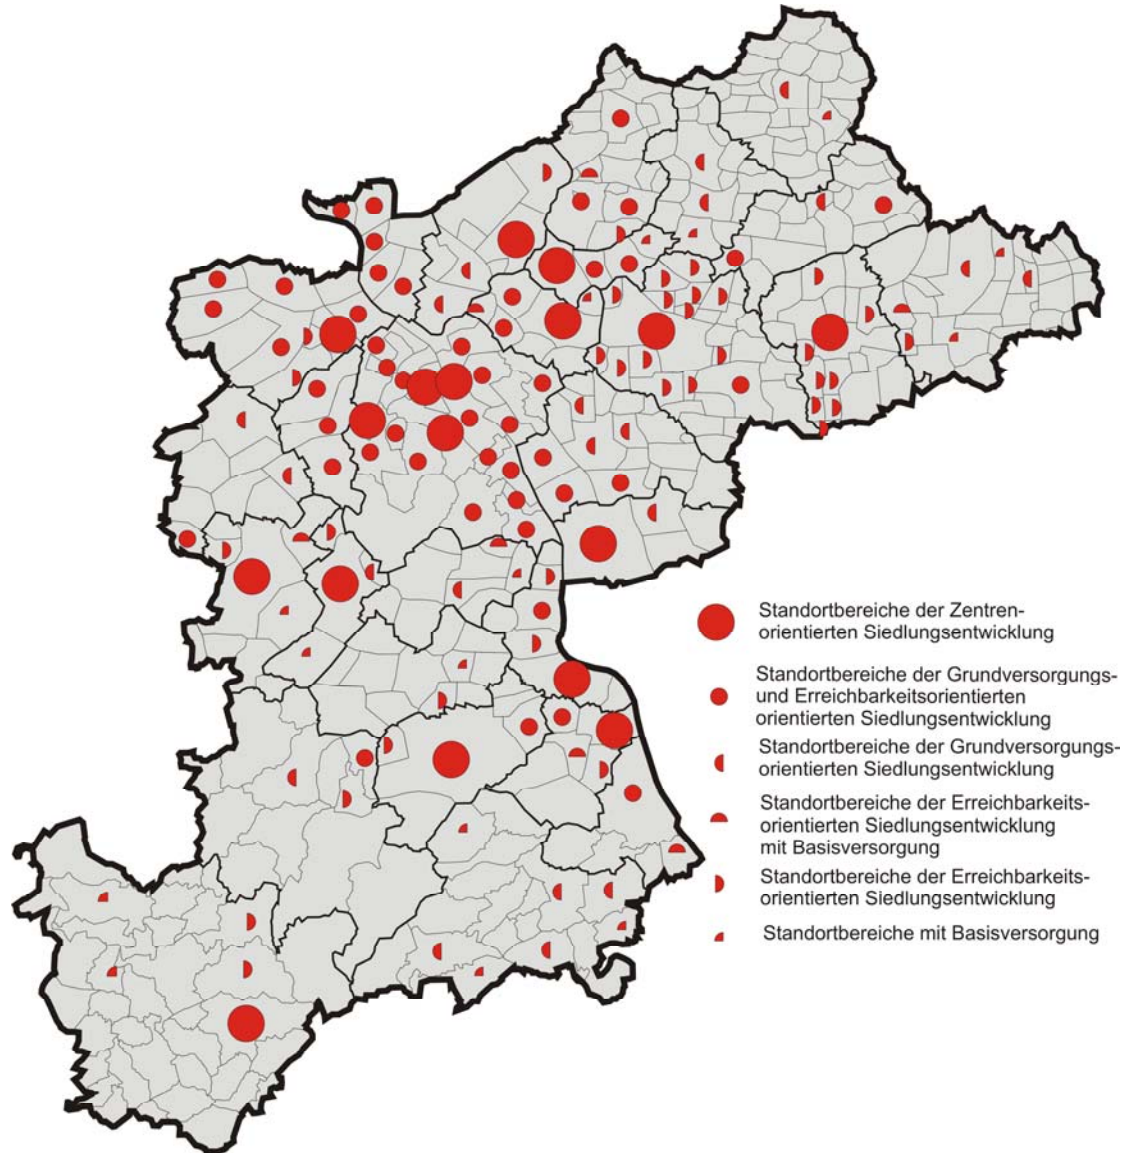 Standortbereiche der Zentren-
orientierten Siedlungsentwicklung
Standortbereiche der Grundversorgungs-
und Erreichbarkeitsorientierten
orientierten Siedlungsentwicklung
Standortbereiche der Grundversorgungs-
orientierten Siedlungsentwicklung
Standortbereiche der Erreichbarkeits-
orientierten Siedlungsentwicklung
mit Basisversorgung
Standortbereiche der Erreichbarkeits-
orientierten Siedlungsentwicklung
Standortbereiche mit Basisversorgung